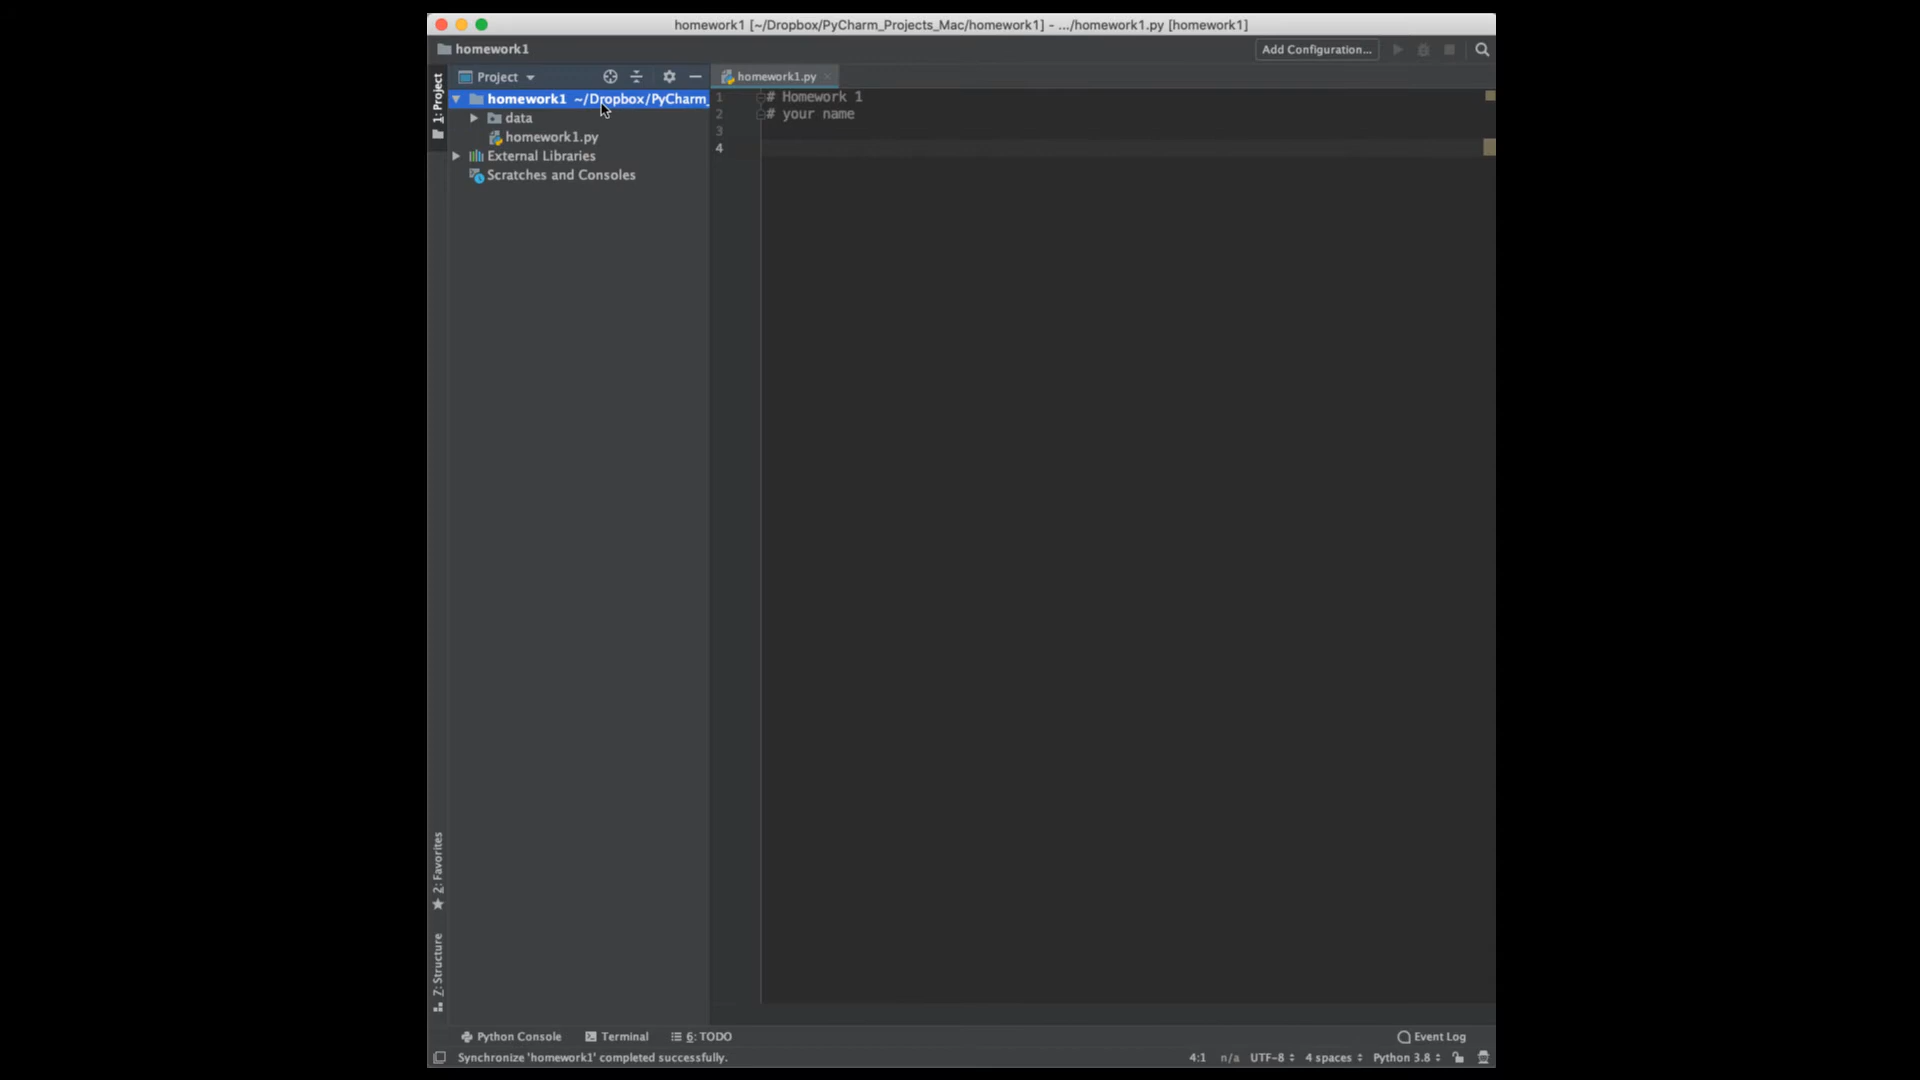 homework1 [~/Dropbox/PyCharm_Projects_Mac/homework1] - .../homework1.py [homework1]
homework1
Add Configuration...
1: Project
Project
homework1.py
homework1 ~/Dropbox/PyCharm_
data
homework1.py
External Libraries
Scratches and Consoles
1 # Homework 1
2 # your name
3
4
2: Favorites
7: Structure
Python Console
Terminal
6: TODO
Event Log
Synchronize 'homework1' completed successfully.
4:1 n/a UTF-8 4 spaces Python 3.8